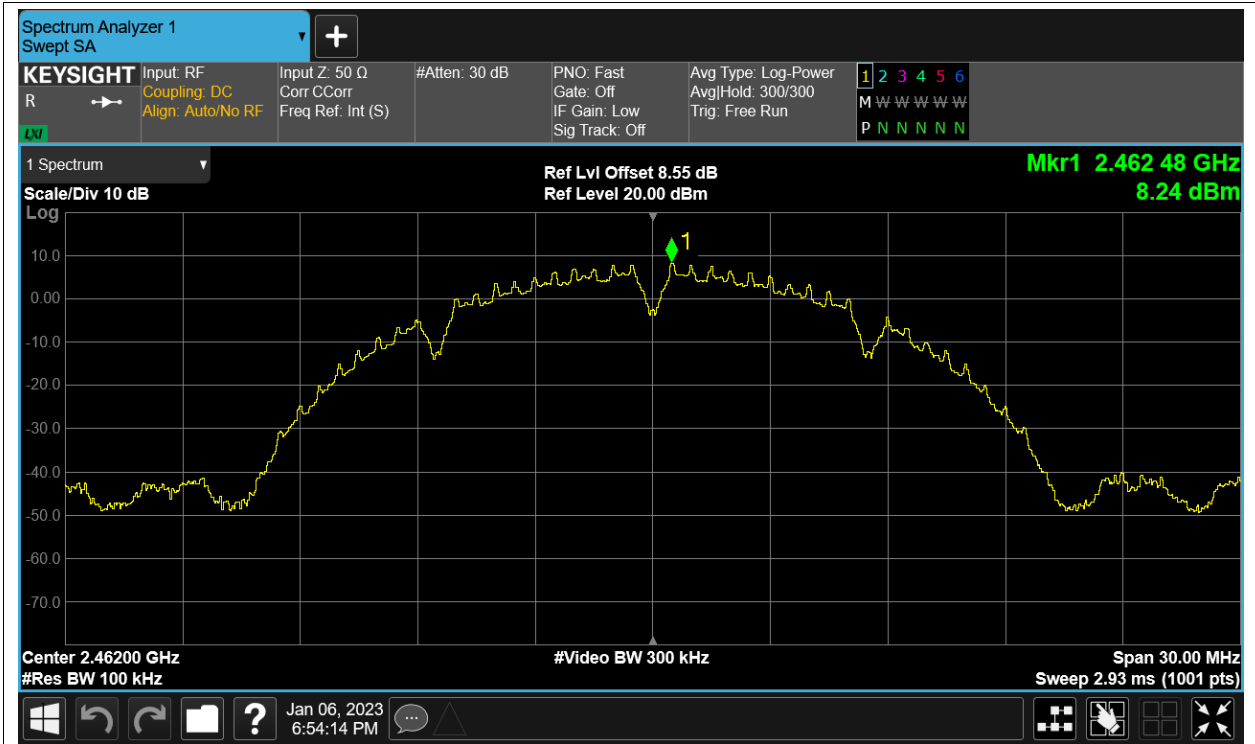 Spectrum Analyzer 1
Swept SA
KEYSIGHT
R
LXI
Input: RF
Coupling: DC
Align: Auto/No RF
Input Z: 50 Ω
Corr CCorr
Freq Ref: Int (S)
#Atten: 30 dB
PNO: Fast
Gate: Off
IF Gain: Low
Sig Track: Off
Avg Type: Log-Power
Avg|Hold: 300/300
Trig: Free Run
1 2 3 4 5 6
M W W W W W
P N N N N N
1 Spectrum
Scale/Div 10 dB
Log
Ref Lvl Offset 8.55 dB
Ref Level 20.00 dBm
Mkr1 2.462 48 GHz
8.24 dBm
1
10.0
0.00
-10.0
-20.0
-30.0
-40.0
-50.0
-60.0
-70.0
Center 2.46200 GHz
#Res BW 100 kHz
#Video BW 300 kHz
Span 30.00 MHz
Sweep 2.93 ms (1001 pts)
?
Jan 06, 2023
6:54:14 PM